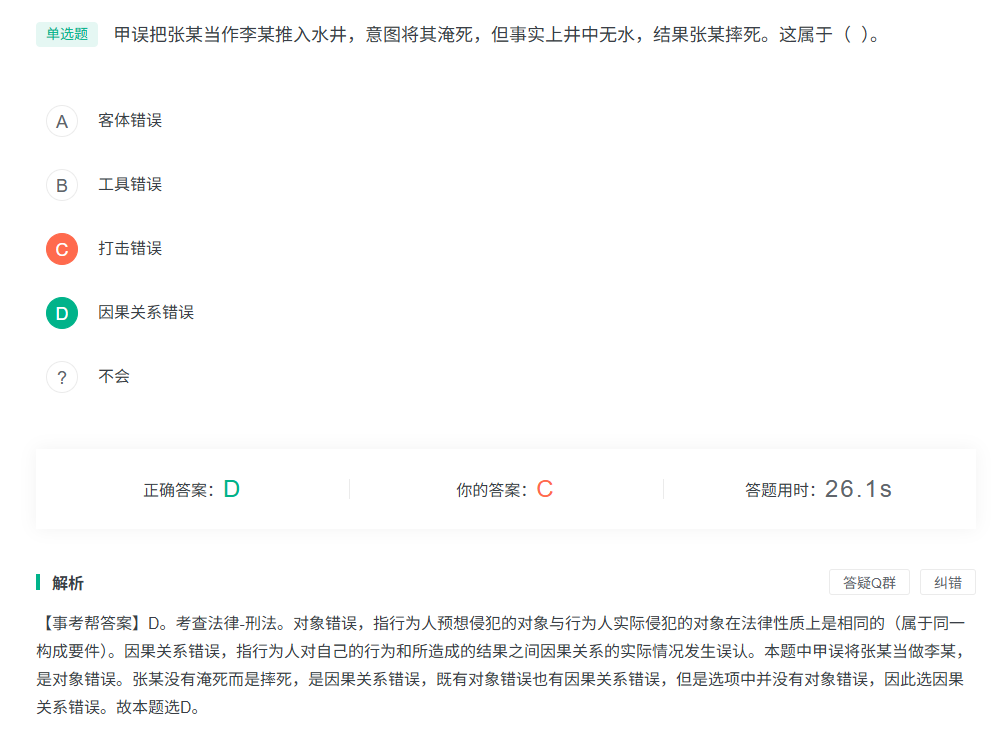 单选题 甲误把张某当作李某推入水井，意图将其淹死，但事实上井中无水，结果张某摔死。这属于（ ）。
A 客体错误
B 工具错误
C 打击错误
D 因果关系错误
? 不会
正确答案：D 你的答案：C 答题用时：26.1s
解析 答疑Q群 纠错
【事考帮答案】D。考查法律-刑法。对象错误，指行为人预想侵犯的对象与行为人实际侵犯的对象在法律性质上是相同的（属于同一
构成要件）。因果关系错误，指行为人对自己的行为和所造成的结果之间因果关系的实际情况发生误认。本题中甲误将张某当做李某，
是对象错误。张某没有淹死而是摔死，是因果关系错误，既有对象错误也有因果关系错误，但是选项中并没有对象错误，因此选因果
关系错误。故本题选D。